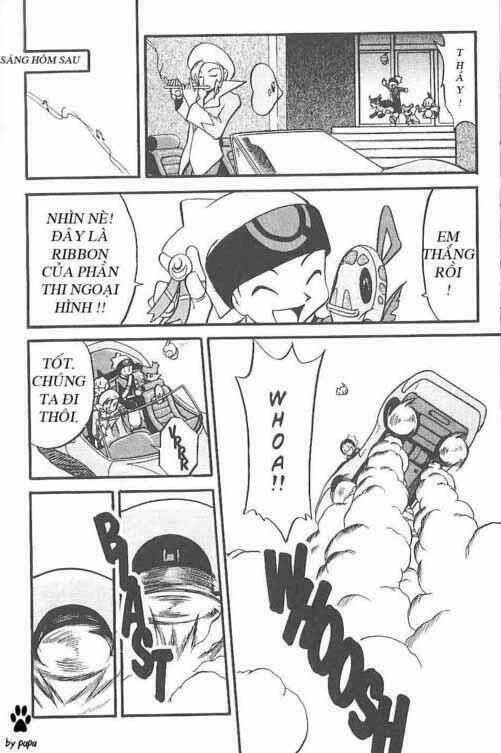 SÁNG HÔM SAU
THẦY!
NHÌN NÈ!
ĐÂY LÀ
RIBBON
CỦA PHẦN
THI NGOẠI
HÌNH !!
EM
THẮNG
RỒI
!
TỐT.
CHÚNG
TA ĐI
THÔI.
VRRR
WHOA!!
WHOOSH
BLAST
by papu